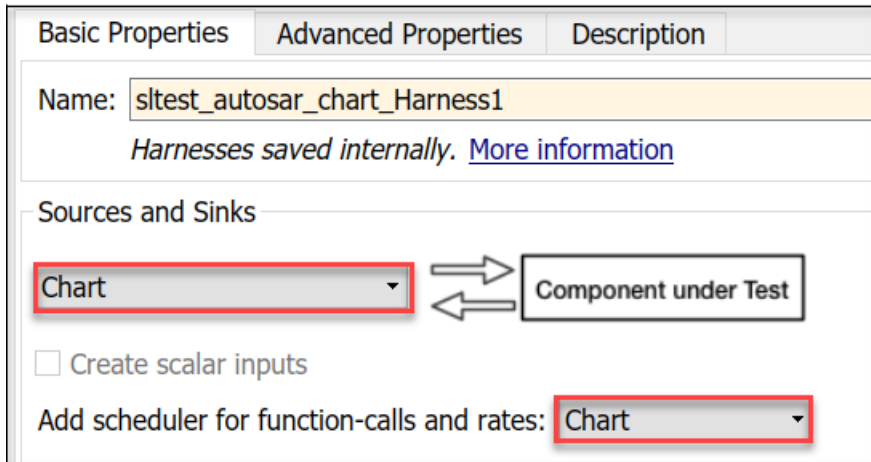 Basic Properties Advanced Properties Description
Name: sltest_autosar_chart_Harness1
Harnesses saved internally. More information
Sources and Sinks
Chart Component under Test
Create scalar inputs
Add scheduler for function-calls and rates: Chart